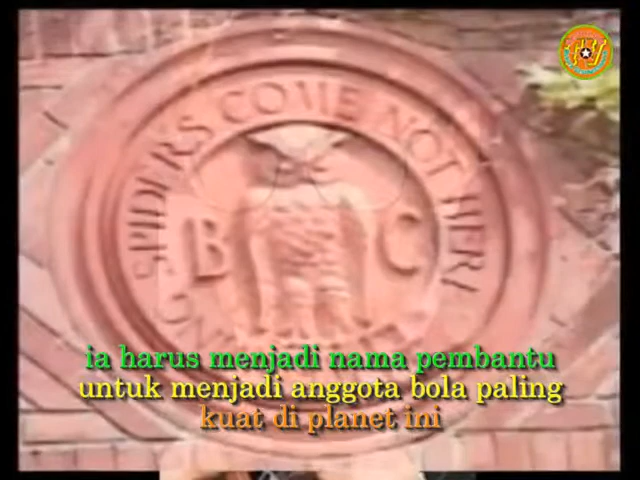 SPIDERS COME NOT HERE
B C
ia harus menjadi nama pembantu
untuk menjadi anggota bola paling
kuat di planet ini